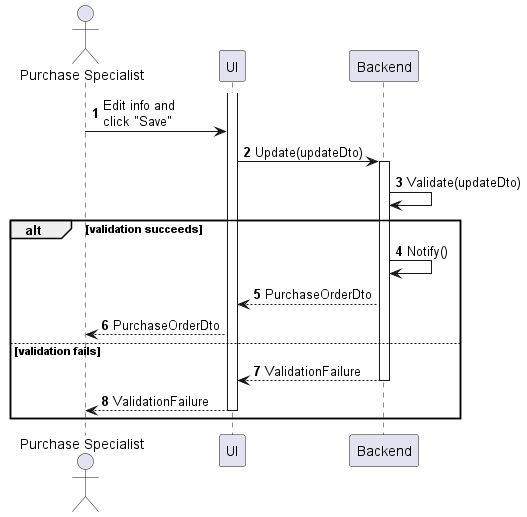 Purchase Specialist
UI
Backend
1 Edit info and
click "Save"
2 Update(updateDto)
3 Validate(updateDto)
alt [validation succeeds]
4 Notify()
5 PurchaseOrderDto
6 PurchaseOrderDto
[validation fails]
7 ValidationFailure
8 ValidationFailure
Purchase Specialist
UI
Backend